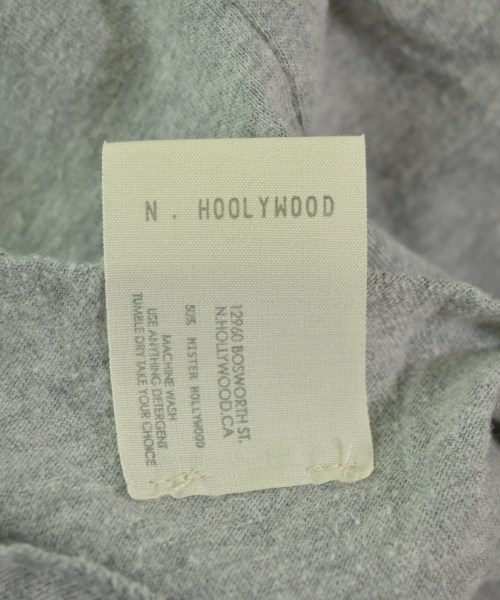 N. HOOLYWOOD
12960 BOSWORTH ST.
N.HOLLYWOOD.CA
50% MISTER HOLLYWOOD
MACHINE WASH
USE ANYTHING DETERGENT
TUMBLE DRY TAKE YOUR CHOICE